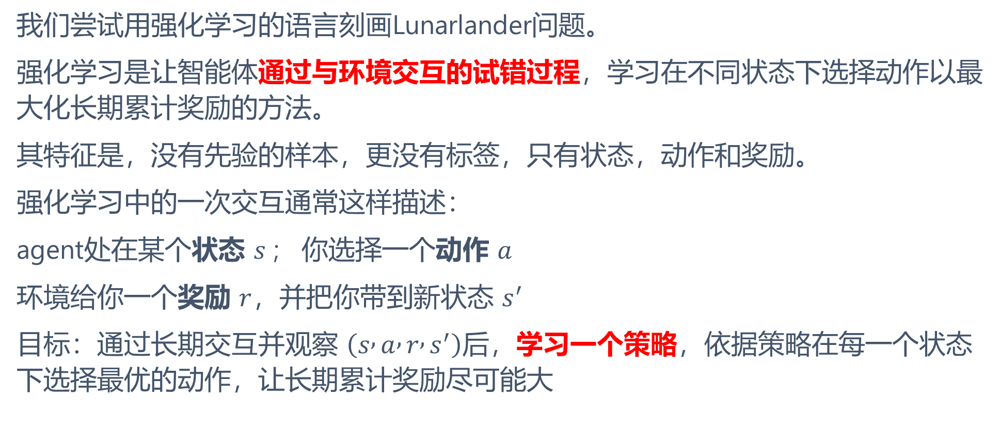 我们尝试用强化学习的语言刻画Lunarlander问题。
强化学习是让智能体通过与环境交互的试错过程，学习在不同状态下选择动作以最
大化长期累计奖励的方法。
其特征是，没有先验的样本，更没有标签，只有状态，动作和奖励。
强化学习中的一次交互通常这样描述：
agent处在某个状态 s； 你选择一个动作 a
环境给你一个奖励 r，并把你带到新状态 s′
目标：通过长期交互并观察 (s,a,r,s′)后，学习一个策略，依据策略在每一个状态
下选择最优的动作，让长期累计奖励尽可能大